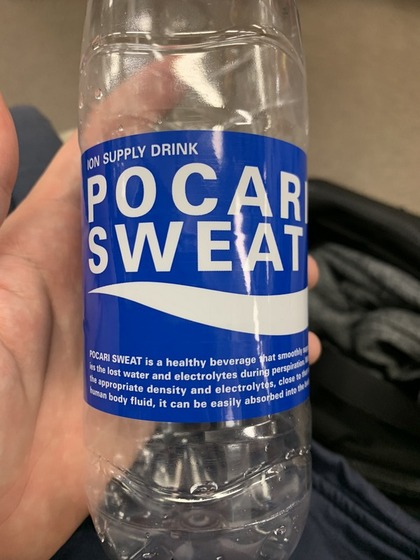 ION SUPPLY DRINK
POCARI
SWEAT
POCARI SWEAT is a healthy beverage that smoothly
ies the lost water and electrolytes during perspiration.
the appropriate density and electrolytes, close to
human body fluid, it can be easily absorbed into the